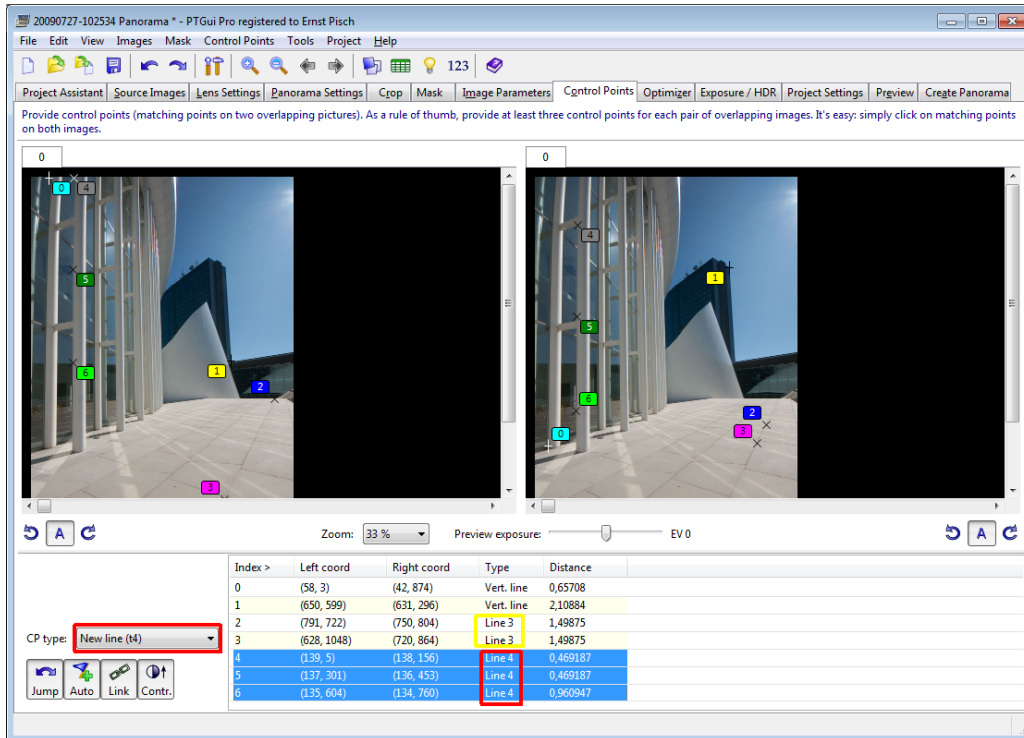 20090727-102534 Panorama * - PTGui Pro registered to Ernst Pisch
File Edit View Images Mask Control Points Tools Project Help
123
Project Assistant Source Images Lens Settings Panorama Settings Crop Mask Image Parameters Control Points Optimizer Exposure / HDR Project Settings Preview Create Panorama
Provide control points (matching points on two overlapping pictures). As a rule of thumb, provide at least three control points for each pair of overlapping images. It's easy: simply click on matching points
on both images.
0 0
0 4
5
6
1
2
3
4
1
5
6
2
0 3
A Zoom: 33 % Preview exposure: EV 0 A
Index > Left coord Right coord Type Distance
0 (58, 3) (42, 874) Vert. line 0,65708
1 (650, 599) (631, 296) Vert. line 2,10884
2 (791, 722) (750, 804) Line 3 1,49875
3 (628, 1048) (720, 864) Line 3 1,49875
4 (139, 5) (138, 156) Line 4 0,469187
5 (137, 301) (136, 453) Line 4 0,469187
6 (135, 604) (134, 760) Line 4 0,960947
CP type: New line (t4)
Jump Auto Link Contr.